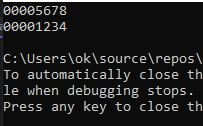 00005678
00001234
C:\Users\ok\source\repos\
To automatically close th
le when debugging stops.
Press any key to close th